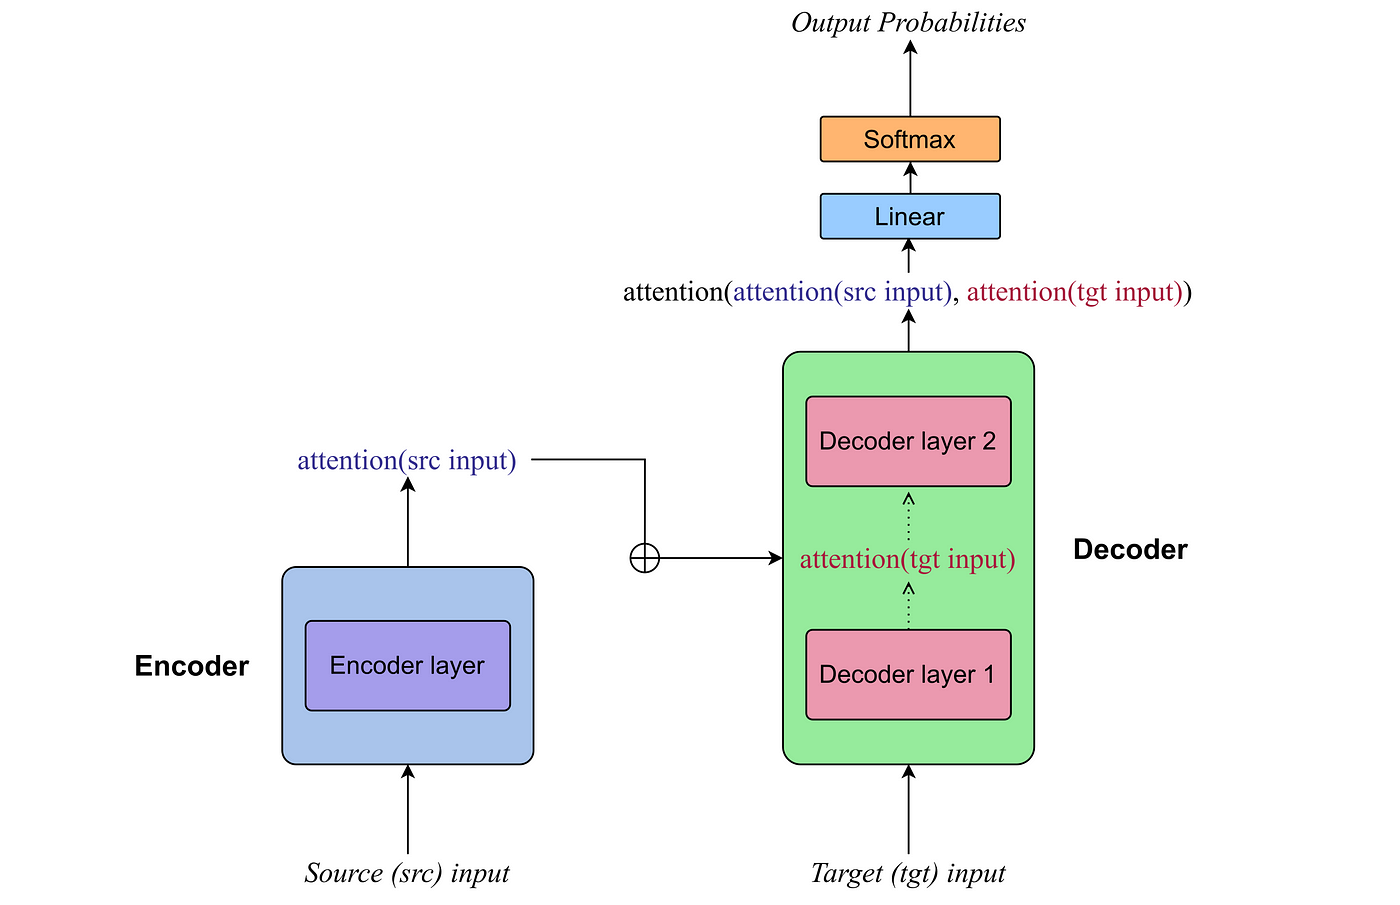 Output Probabilities
Softmax
Linear
attention(attention(src input), attention(tgt input))
Decoder layer 2
attention(src input)
attention(tgt input)
Decoder
Encoder
Encoder layer
Decoder layer 1
Source (src) input
Target (tgt) input